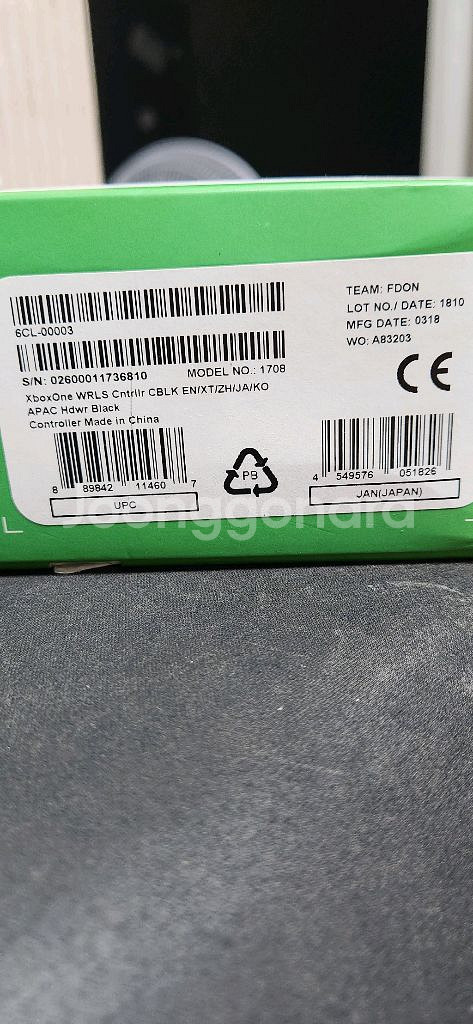 6CL-00003
S/N: 02600011736810 MODEL NO.: 1708
XboxOne WRLS Cntrllr CBLK EN/XT/ZH/JA/KO
APAC Hdwr Black
Controller Made in China
TEAM: FDON
LOT NO./ DATE: 1810
MFG DATE: 0318
WO: A83203
CE
8 89842 11460 7
UPC
PB
4 549576 051826
JAN(JAPAN)
L
Joonggonara